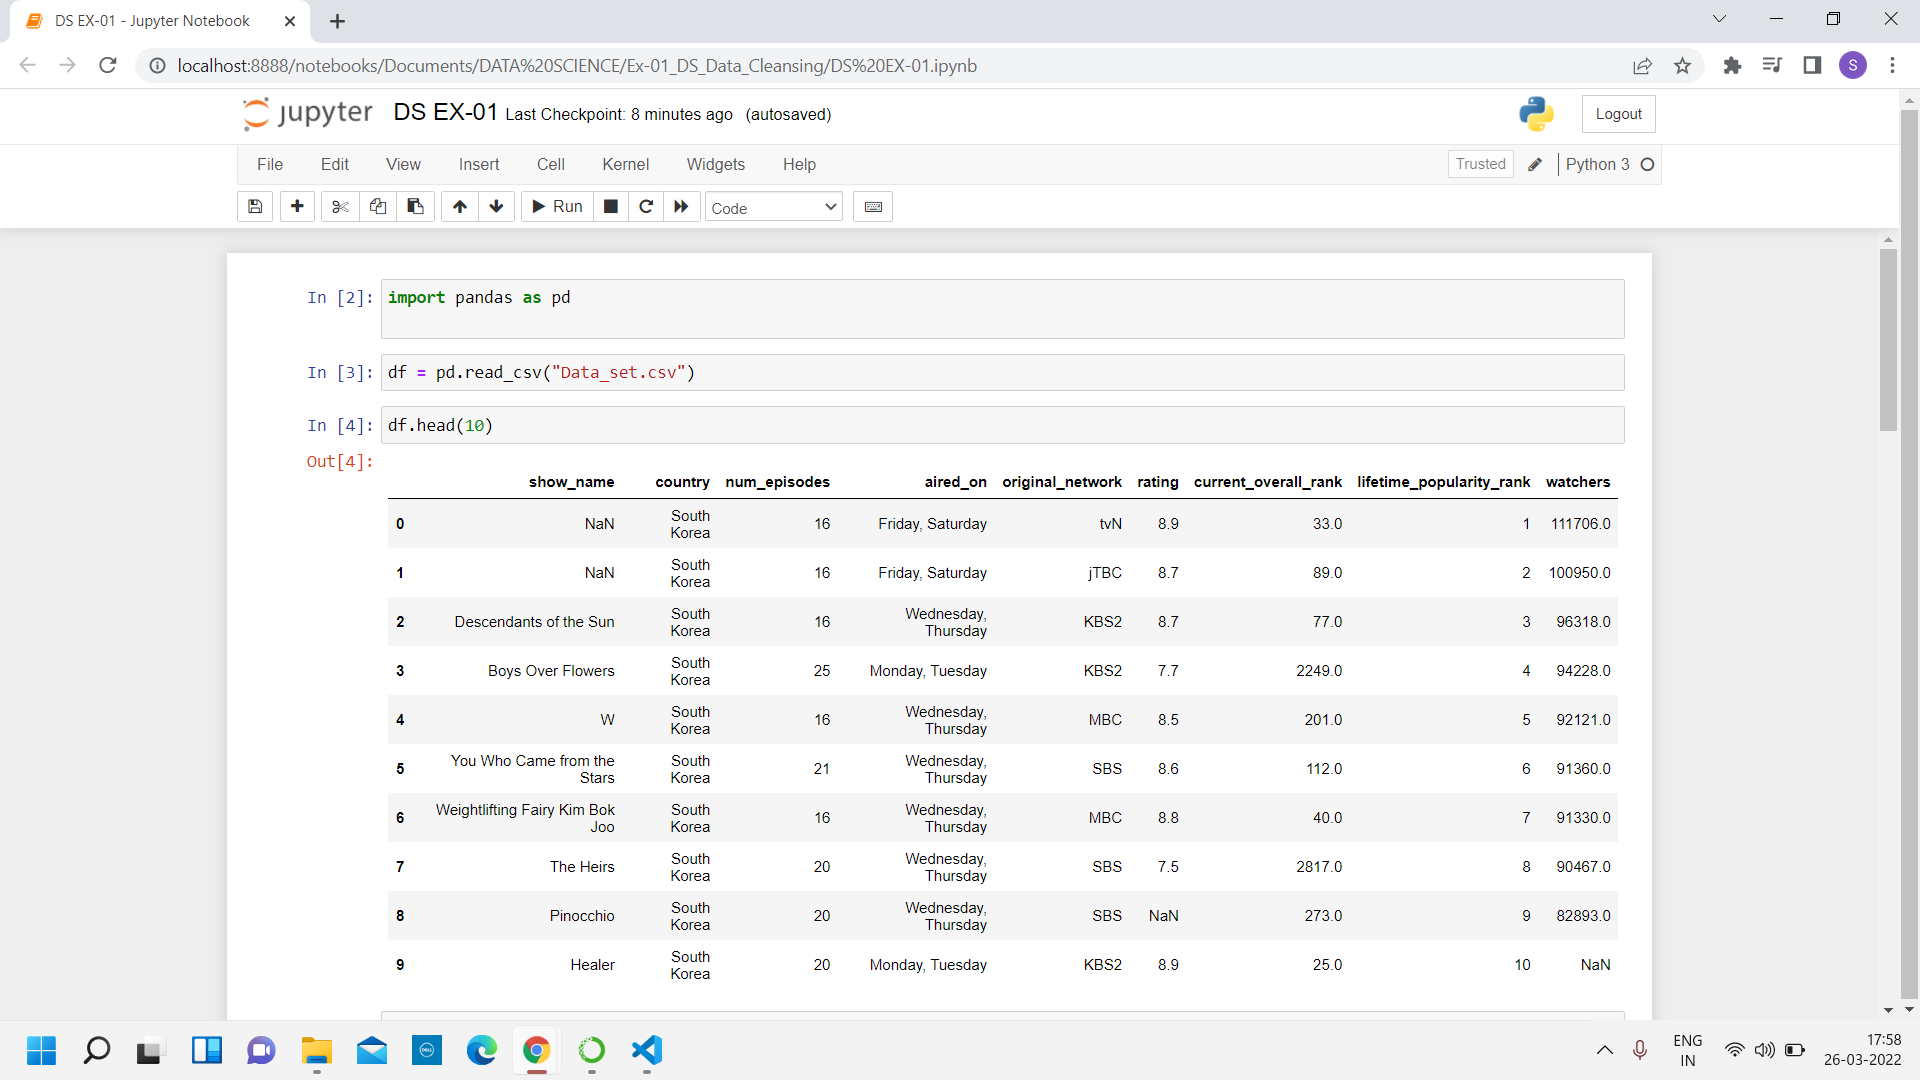 DS EX-01 - Jupyter Notebook
localhost:8888/notebooks/Documents/DATA%20SCIENCE/Ex-01_DS_Data_Cleansing/DS%20EX-01.ipynb
S
jupyter DS EX-01 Last Checkpoint: 8 minutes ago (autosaved)
Logout
File Edit View Insert Cell Kernel Widgets Help
Trusted Python 3
Run Code
In [2]: import pandas as pd
In [3]: df = pd.read_csv("Data_set.csv")
In [4]: df.head(10)
Out[4]:
show_name country num_episodes aired_on original_network rating current_overall_rank lifetime_popularity_rank watchers
0 NaN South Korea 16 Friday, Saturday tvN 8.9 33.0 1 111706.0
1 NaN South Korea 16 Friday, Saturday jTBC 8.7 89.0 2 100950.0
2 Descendants of the Sun South Korea 16 Wednesday, Thursday KBS2 8.7 77.0 3 96318.0
3 Boys Over Flowers South Korea 25 Monday, Tuesday KBS2 7.7 2249.0 4 94228.0
4 W South Korea 16 Wednesday, Thursday MBC 8.5 201.0 5 92121.0
5 You Who Came from the Stars South Korea 21 Wednesday, Thursday SBS 8.6 112.0 6 91360.0
6 Weightlifting Fairy Kim Bok Joo South Korea 16 Wednesday, Thursday MBC 8.8 40.0 7 91330.0
7 The Heirs South Korea 20 Wednesday, Thursday SBS 7.5 2817.0 8 90467.0
8 Pinocchio South Korea 20 Wednesday, Thursday SBS NaN 273.0 9 82893.0
9 Healer South Korea 20 Monday, Tuesday KBS2 8.9 25.0 10 NaN
DELL
ENG
IN
17:58
26-03-2022